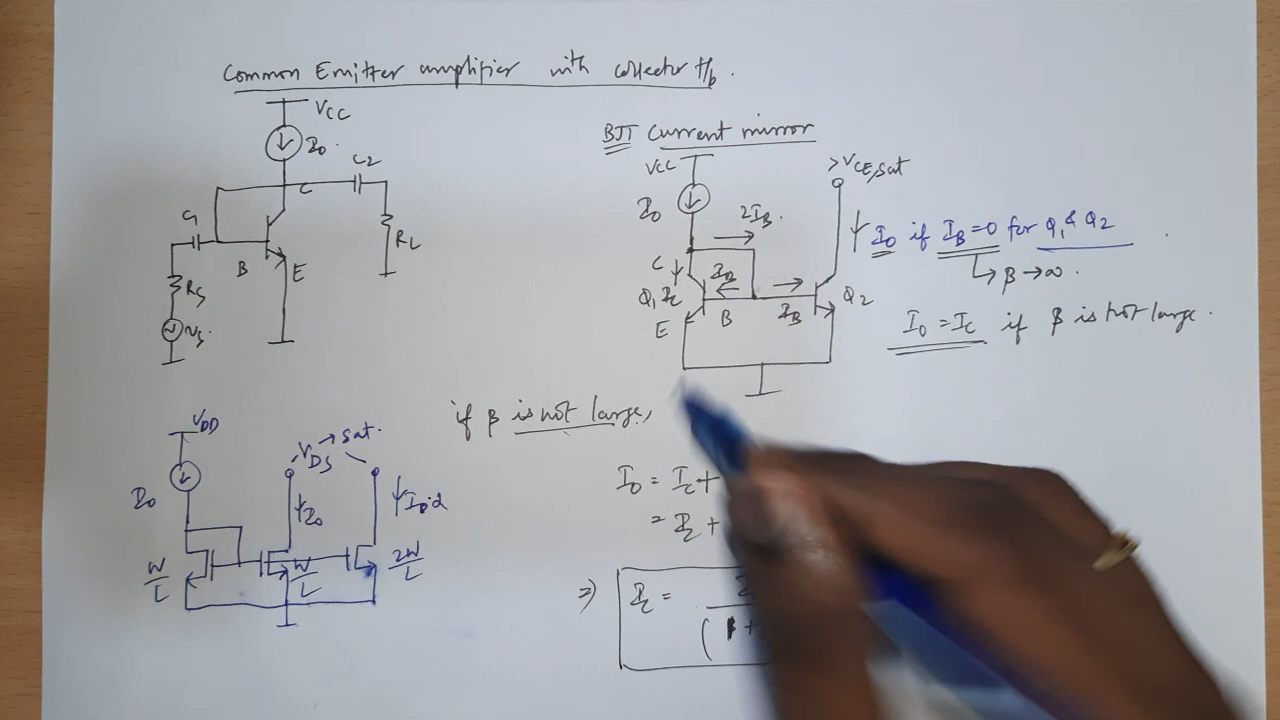 Common Emitter amplifier with collector f/b.
VCC
I0.
C2
C
C1
RL
B
E
RS
vs
BJT Current mirror
VCC
>VCE,sat
I0
2IB.
I0 if IB=0 for Q1 & Q2
→ β→∞.
C
IB
Q1 IC
Q2
E
B
IB
I0 = IC if β is not large.
VDD
VDS → sat.
I0
I0
I0·2
W/L
W/L
2W/L
if β is not large,
I0 = IC+
= IC +
⇒ IC =